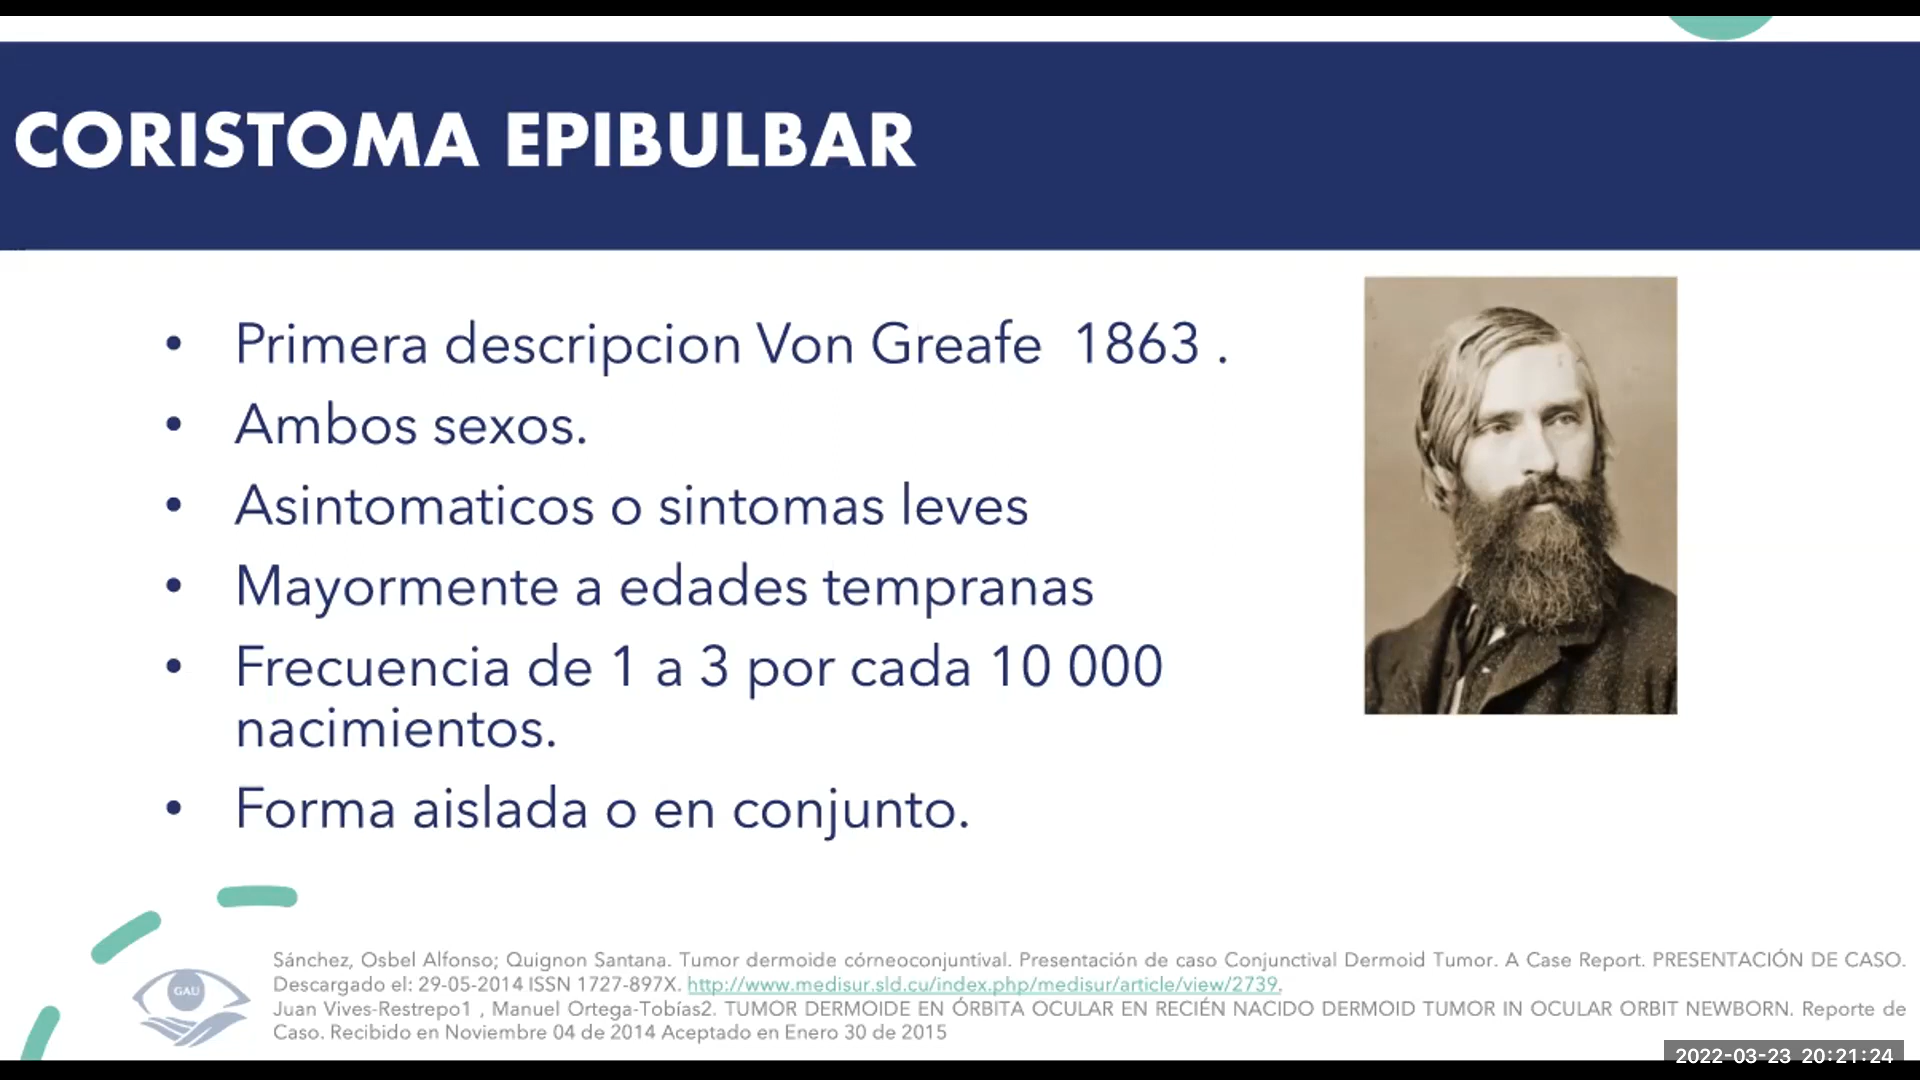 CORISTOMA EPIBULBAR
• Primera descripcion Von Greafe 1863 .
• Ambos sexos.
• Asintomaticos o sintomas leves
• Mayormente a edades tempranas
• Frecuencia de 1 a 3 por cada 10 000
nacimientos.
• Forma aislada o en conjunto.
GAU
Sánchez, Osbel Alfonso; Quignon Santana. Tumor dermoide córneoconjuntival. Presentación de caso Conjunctival Dermoid Tumor. A Case Report. PRESENTACIÓN DE CASO.
Descargado el: 29-05-2014 ISSN 1727-897X. http://www.medisur.sld.cu/index.php/medisur/article/view/2739.
Juan Vives-Restrepo1 , Manuel Ortega-Tobías2. TUMOR DERMOIDE EN ÓRBITA OCULAR EN RECIÉN NACIDO DERMOID TUMOR IN OCULAR ORBIT NEWBORN. Reporte de
Caso. Recibido en Noviembre 04 de 2014 Aceptado en Enero 30 de 2015
2022-03-23 20:21:24